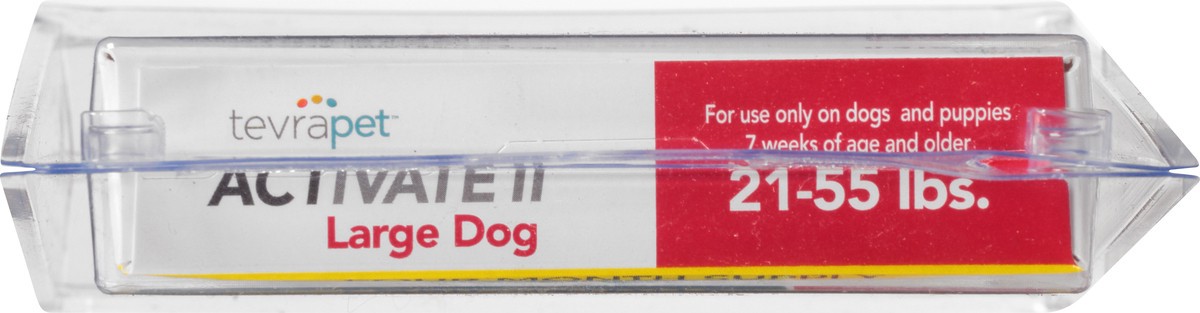 tevrapet™
ACTIVATE II
Large Dog
For use only on dogs and puppies
7 weeks of age and older
21-55 lbs.